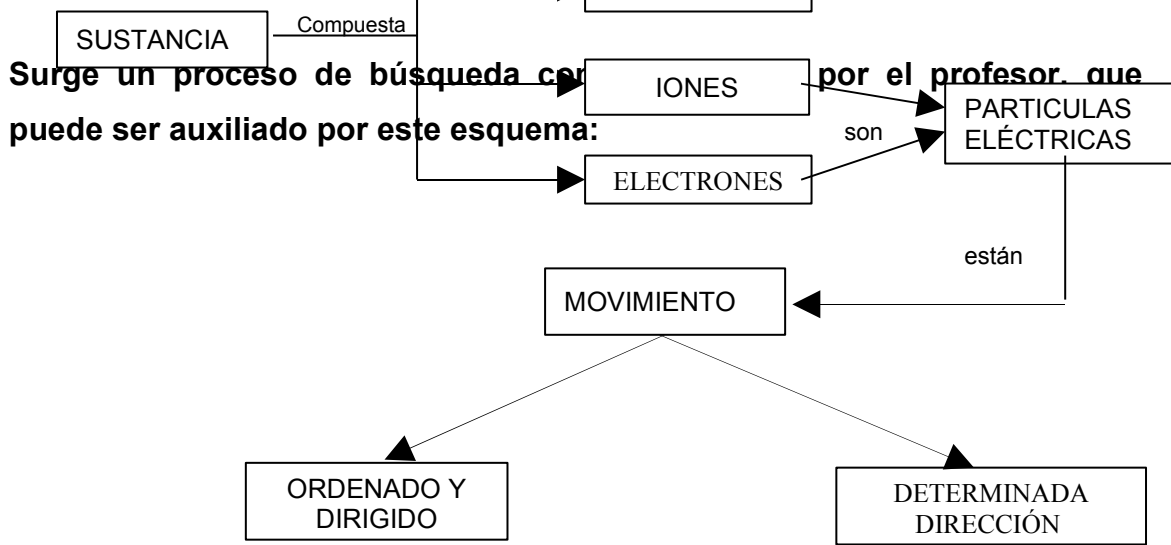 Compuesta
SUSTANCIA
Surge un proceso de búsqueda por el profesor, que
puede ser auxiliado por este esquema:
IONES
PARTICULAS
ELÉCTRICAS
son
ELECTRONES
están
MOVIMIENTO
ORDENADO Y
DIRIGIDO
DETERMINADA
DIRECCIÓN